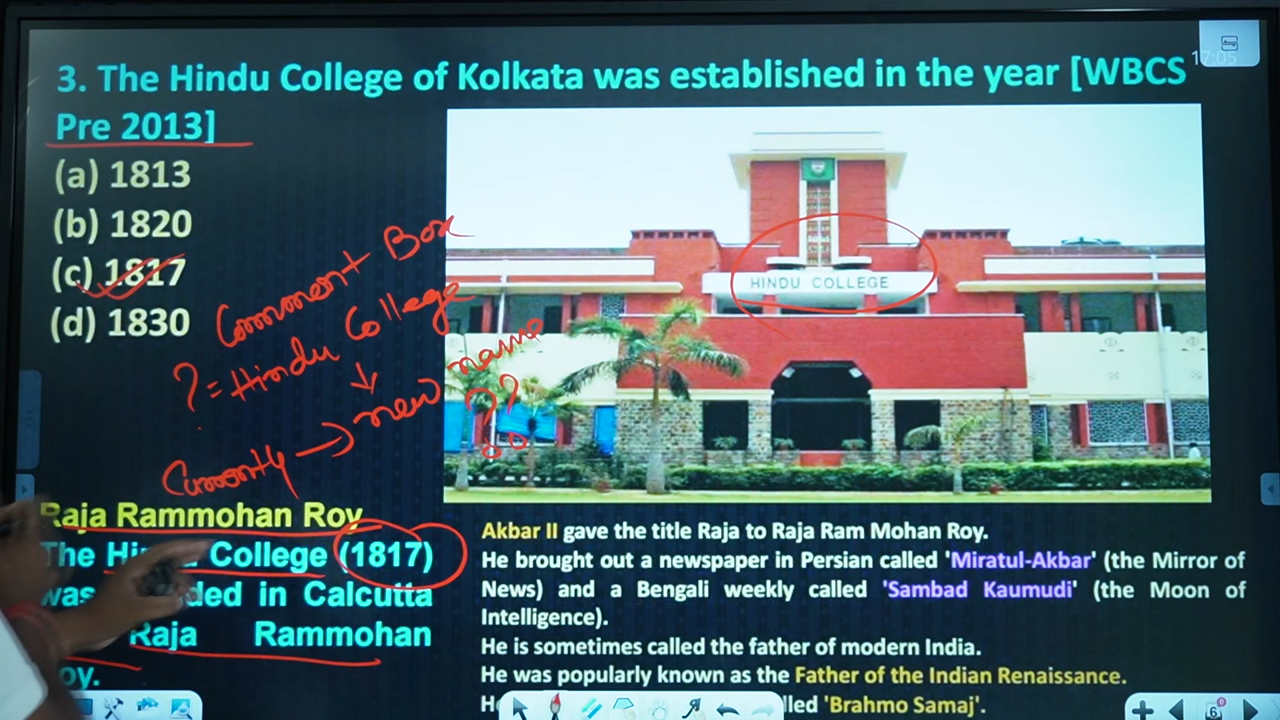 17:05
3. The Hindu College of Kolkata was established in the year [WBCS
Pre 2013]
(a) 1813
(b) 1820
(c) 1817
(d) 1830
Comment Box
? = Hindu College
Currently → new name
??
HINDU COLLEGE
Raja Rammohan Roy
The Hindu College (1817)
was in Calcutta
Raja Rammohan
oy.
Akbar II gave the title Raja to Raja Ram Mohan Roy.
He brought out a newspaper in Persian called 'Miratul-Akbar' (the Mirror of
News) and a Bengali weekly called 'Sambad Kaumudi' (the Moon of
Intelligence).
He is sometimes called the father of modern India.
He was popularly known as the Father of the Indian Renaissance.
'Brahmo Samaj'.
6